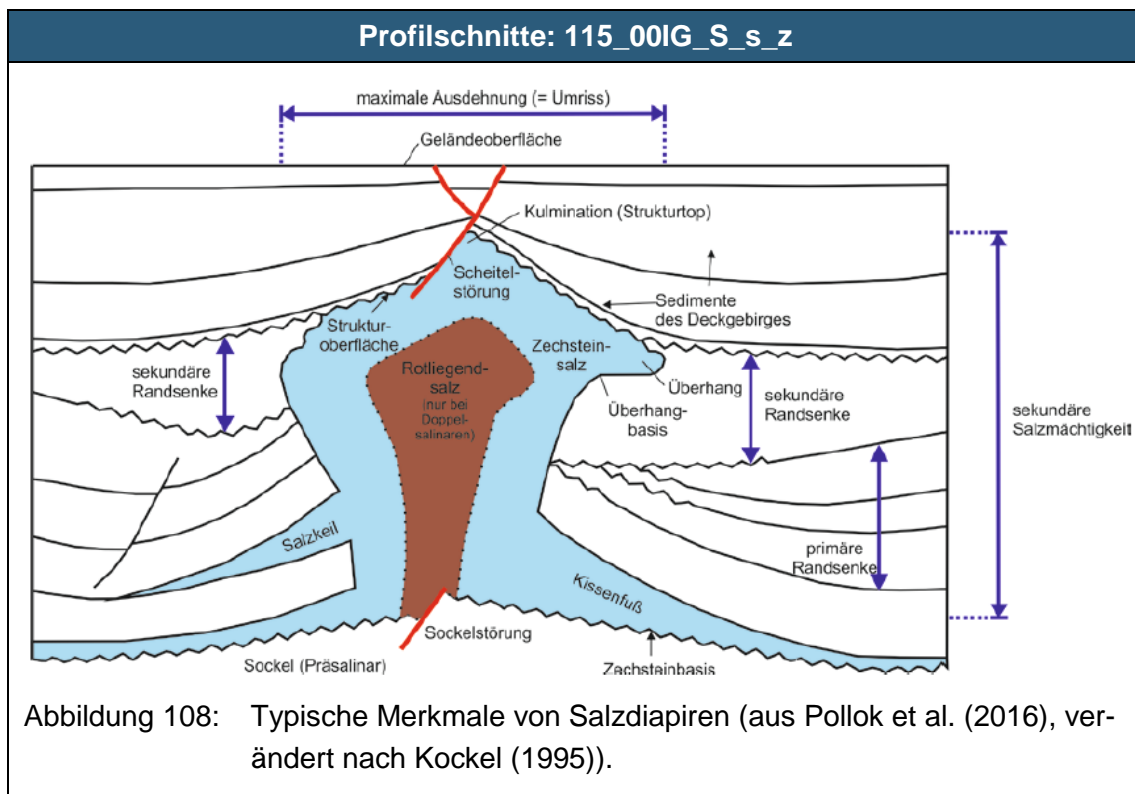 Profilschnitte: 115_00IG_S_s_z
maximale Ausdehnung (= Umriss)
Geländeoberfläche
Kulmination (Strukturtop)
Scheitel-
störung
Sedimente
des Deckgebirges
Struktur-
oberfläche
Zechstein-
salz
sekundäre
Randsenke
Rotliegend-
salz
(nur bei
Doppel-
salinaren)
Überhang
Überhang-
basis
sekundäre
Randsenke
sekundäre
Salzmächtigkeit
Salzkeil
primäre
Randsenke
Kissenfuß
Sockelstörung
Sockel (Präsalinar)
Zechsteinbasis
Abbildung 108: Typische Merkmale von Salzdiapiren (aus Pollok et al. (2016), ver-
ändert nach Kockel (1995)).